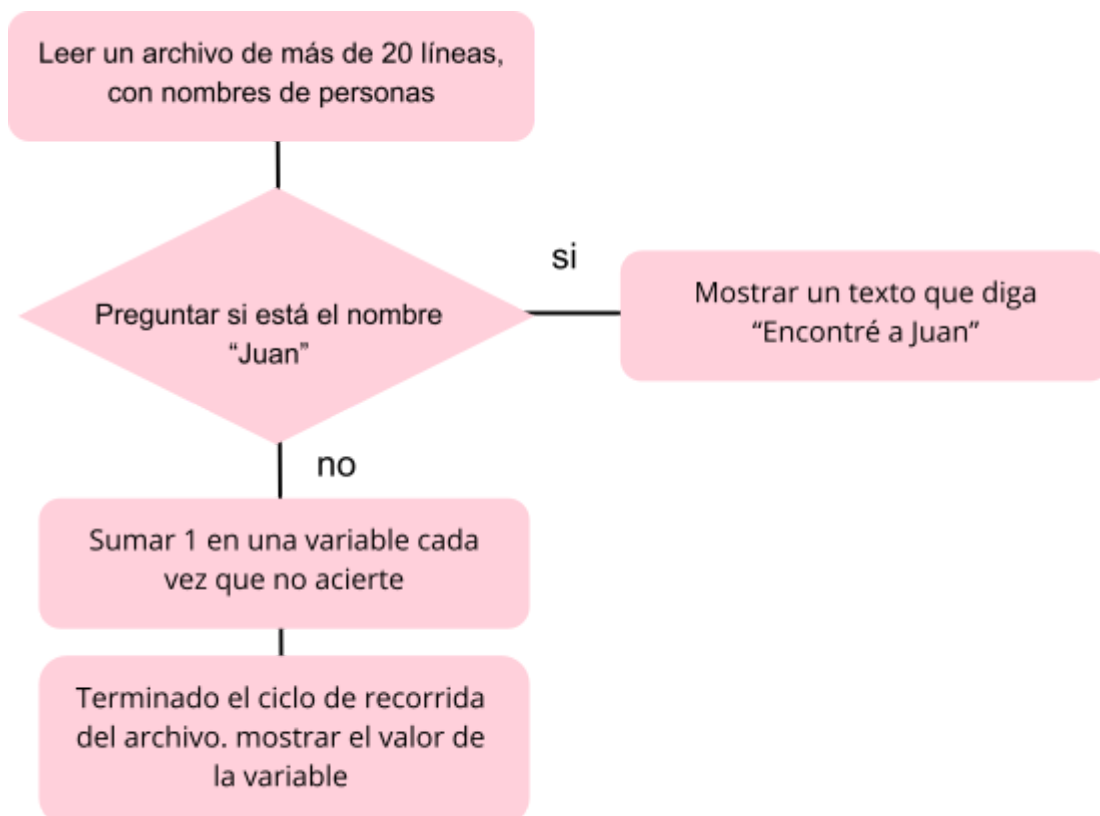 Leer un archivo de más de 20 líneas,
con nombres de personas
si
Preguntar si está el nombre
“Juan”
Mostrar un texto que diga
“Encontré a Juan”
no
Sumar 1 en una variable cada
vez que no acierte
Terminado el ciclo de recorrida
del archivo. mostrar el valor de
la variable